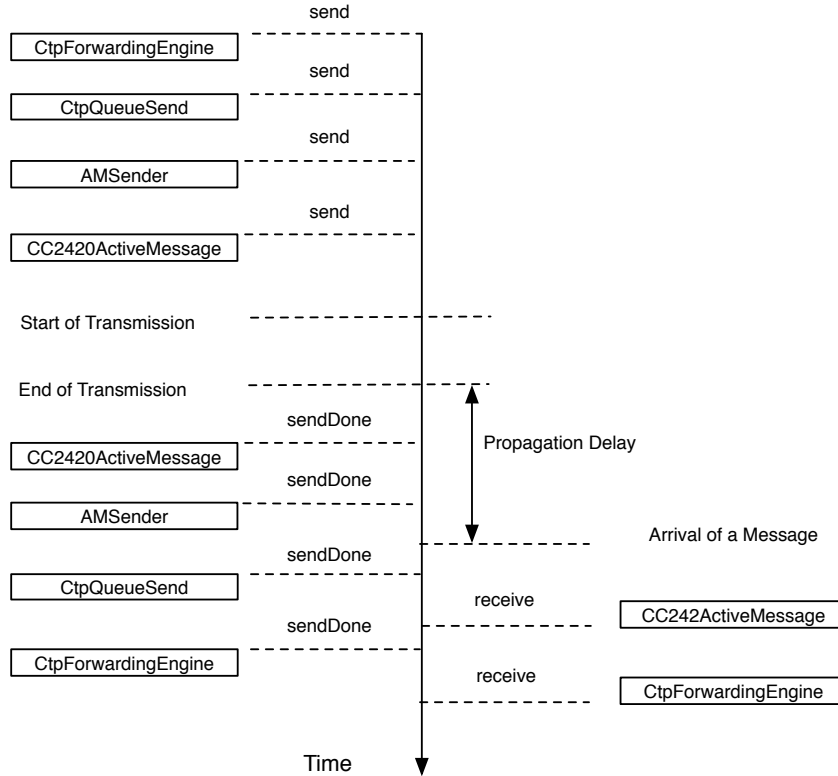 send
CtpForwardingEngine
send
CtpQueueSend
send
AMSender
send
CC2420ActiveMessage
Start of Transmission
End of Transmission
sendDone
Propagation Delay
CC2420ActiveMessage
sendDone
AMSender
Arrival of a Message
sendDone
CtpQueueSend
receive
CC242ActiveMessage
sendDone
CtpForwardingEngine
receive
CtpForwardingEngine
Time